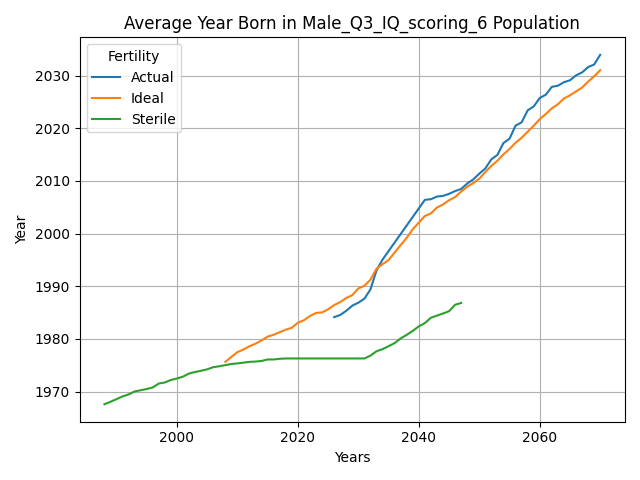 Average Year Born in Male_Q3_IQ_scoring_6 Population
Fertility
Actual
Ideal
Sterile
2030
2020
2010
2000
1990
1980
1970
Year
2000
2020
2040
2060
Years